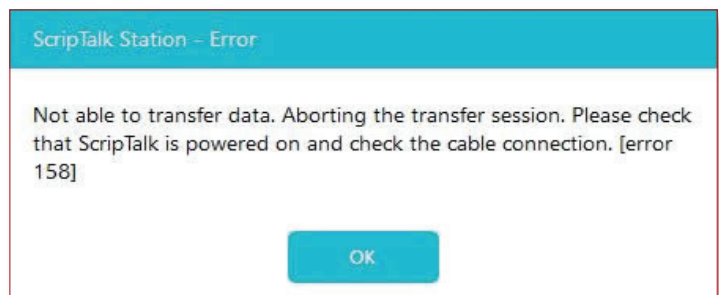 ScripTalk Station - Error
Not able to transfer data. Aborting the transfer session. Please check
that ScripTalk is powered on and check the cable connection. [error
158]
OK